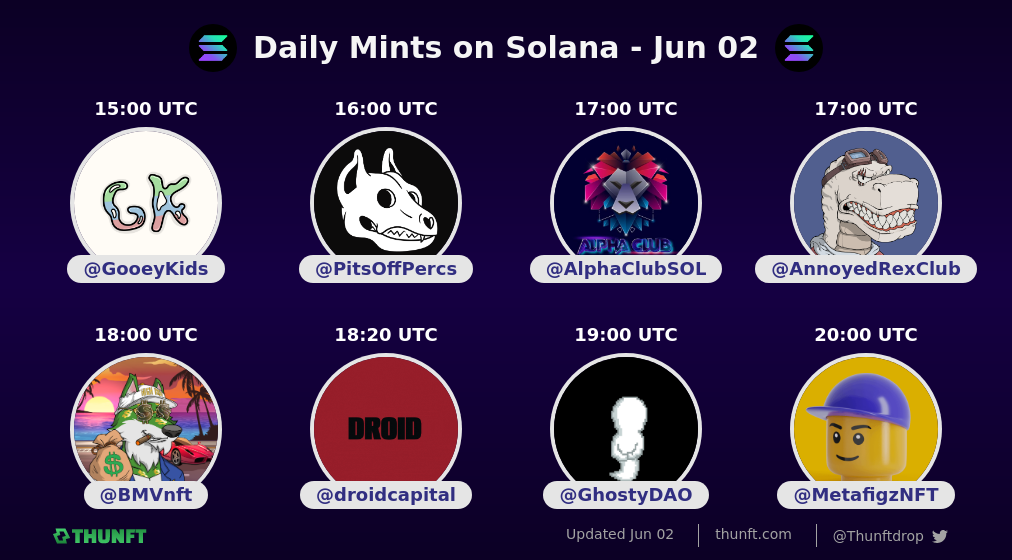 Daily Mints on Solana - Jun 02
15:00 UTC
16:00 UTC
17:00 UTC
17:00 UTC
GK
ALPHA CLUB
@GooeyKids
@PitsOffPercs
@AlphaClubSOL
@AnnoyedRexClub
18:00 UTC
18:20 UTC
19:00 UTC
20:00 UTC
$
DROID
@BMVnft
@droidcapital
@GhostyDAO
@MetafigzNFT
THUNFT
Updated Jun 02
thunft.com
@Thunftdrop